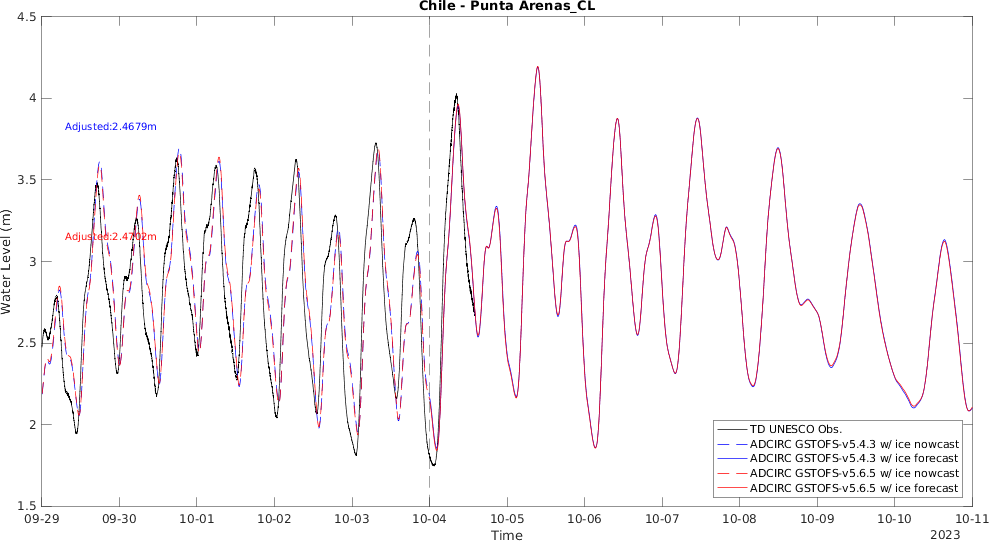 Chile - Punta Arenas_CL
4.5
4
3.5
3
2.5
2
1.5
Water Level (m)
Adjusted:2.4679m
Adjusted:2.4702m
TD UNESCO Obs.
ADCIRC GSTOFS-v5.4.3 w/ ice nowcast
ADCIRC GSTOFS-v5.4.3 w/ ice forecast
ADCIRC GSTOFS-v5.6.5 w/ ice nowcast
ADCIRC GSTOFS-v5.6.5 w/ ice forecast
09-29 09-30 10-01 10-02 10-03 10-04 10-05 10-06 10-07 10-08 10-09 10-10 10-11
Time
2023